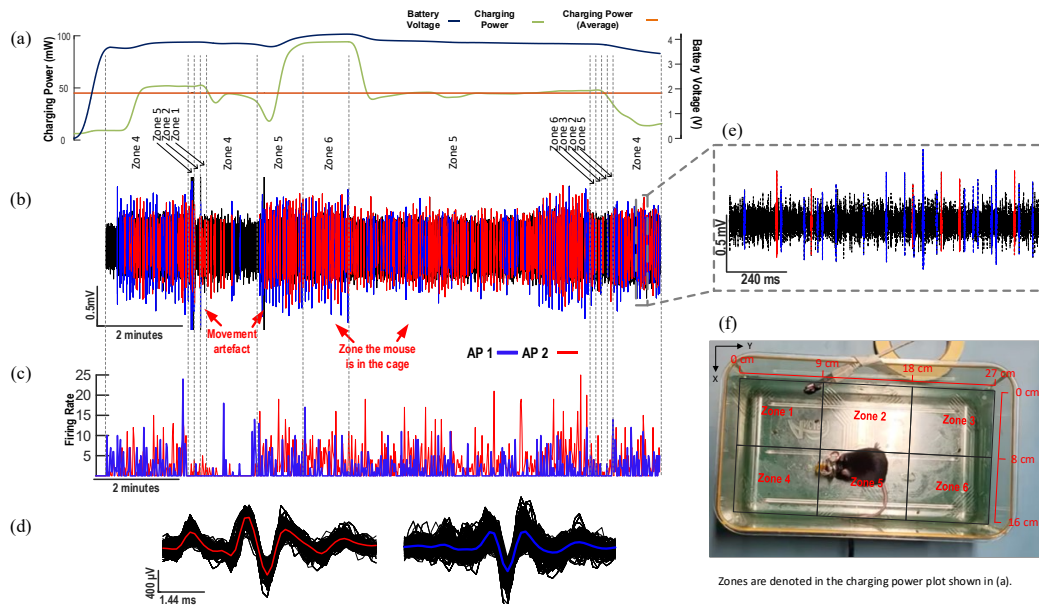 Battery Voltage
Charging Power
Charging Power (Average)
(a)
Charging Power (mW)
100
50
0
Battery Voltage (V)
4
3
2
1
0
Zone 4
Zone 5
Zone 2
Zone 1
Zone 4
Zone 5
Zone 6
Zone 5
Zone 6
Zone 3
Zone 2
Zone 5
Zone 4
(b)
0.5mV
2 minutes
Movement artefact
Zone the mouse is in the cage
AP 1
AP 2
(c)
Firing Rate
25
20
15
10
5
2 minutes
(d)
400 μV
1.44 ms
(e)
0.5 mV
240 ms
(f)
Y
X
0 cm
9 cm
18 cm
27 cm
0 cm
8 cm
16 cm
Zone 1
Zone 2
Zone 3
Zone 4
Zone 5
Zone 6
Zones are denoted in the charging power plot shown in (a).